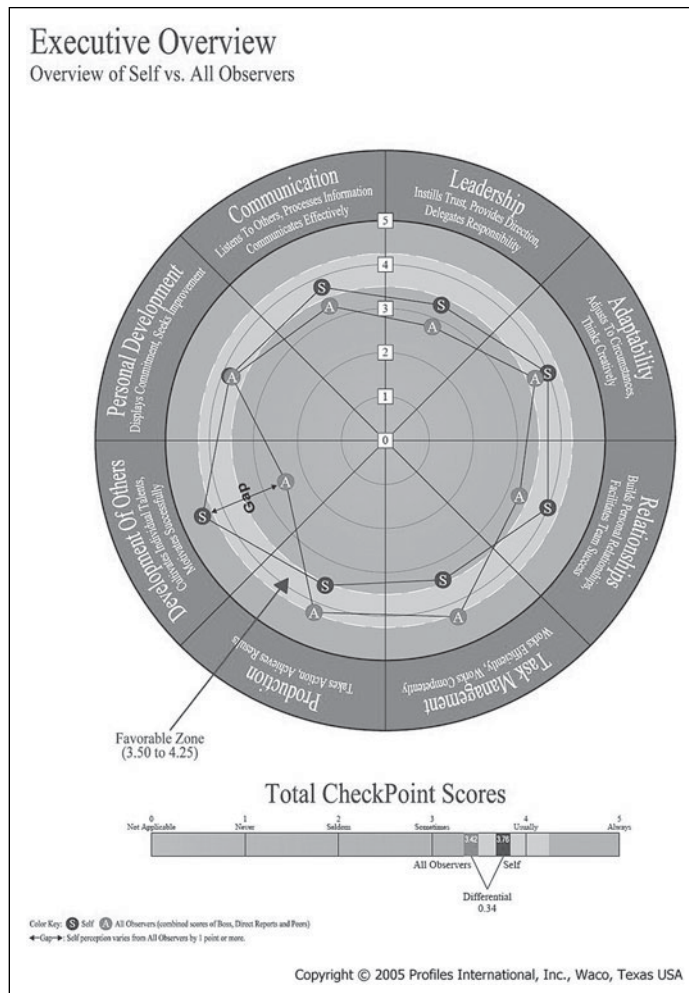 Executive Overview
Overview of Self vs. All Observers
Communication
Listens To Others, Processes Information
Communicates Effectively
Leadership
Instills Trust, Provides Direction,
Delegates Responsibility
Adaptability
Adjusts To Circumstances,
Thinks Creatively
Relationships
Builds Personal Relationships,
Facilitates Team Success
Task Management
Works Efficiently, Works Competently
Production
Takes Action, Achieves Results
Development Of Others
Cultivates Individual Talents,
Motivates Successfully
Personal Development
Displays Commitment, Seeks Improvement
5
4
3
2
1
0
S
S
A
A
A
S
A
A
Gap
A
S
S
S
S
A
A
Favorable Zone
(3.50 to 4.25)
Total CheckPoint Scores
0 1 2 3 4 5
Not Applicable Never Seldom Sometimes Usually Always
3.42 3.76
All Observers Self
Differential
0.34
Color Key: S Self A All Observers (combined scores of Boss, Direct Reports and Peers)
Gap : Self perception varies from All Observers by 1 point or more.
Copyright © 2005 Profiles International, Inc., Waco, Texas USA